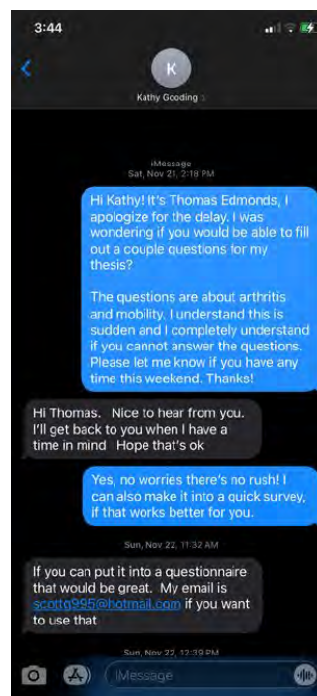 3:44
K
Kathy Gooding
iMessage
Sat, Nov 21, 2:18 PM
Hi Kathy! It's Thomas Edmonds, I
apologize for the delay. I was
wondering if you would be able to fill
out a couple questions for my
thesis?
The questions are about arthritis
and mobility. I understand this is
sudden and I completely understand
if you cannot answer the questions.
Please let me know if you have any
time this weekend. Thanks!
Hi Thomas. Nice to hear from you.
I'll get back to you when I have a
time in mind Hope that's ok
Yes, no worries there's no rush! I
can also make it into a quick survey,
if that works better for you.
Sun, Nov 22, 11:32 AM
If you can put it into a questionnaire
that would be great. My email is
scottg995@hotmail.com if you want
to use that
Sun, Nov 22, 12:39 PM
iMessage